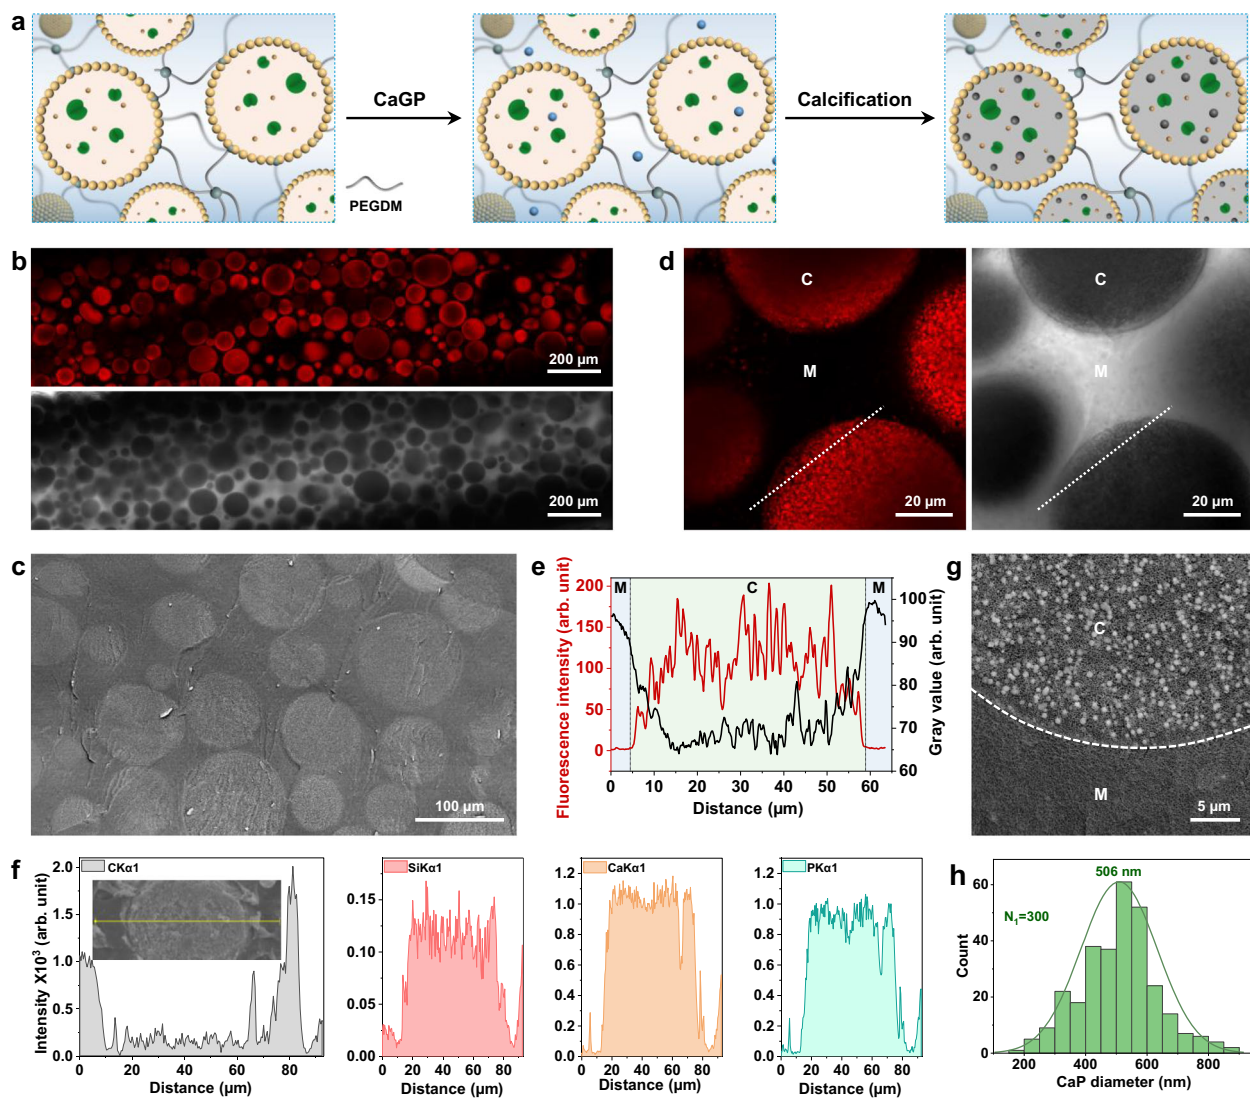 a
CaGP
Calcification
PEGDM
b
200 µm
200 µm
d
C
M
20 µm
C
M
20 µm
c
100 µm
e
Fluorescence intensity (arb. unit)
200
150
100
50
0
M
C
M
100
90
80
70
60
Gray value (arb. unit)
0
10
20
30
40
50
60
Distance (µm)
g
C
M
5 µm
f
Intensity X10³ (arb. unit)
2.0
1.5
1.0
0.5
0.0
CKα1
0
20
40
60
80
Distance (µm)
SiKα1
0.15
0.10
0.05
0.00
0
20
40
60
80
Distance (µm)
CaKα1
1.2
1.0
0.8
0.6
0.4
0.2
0.0
0
20
40
60
80
Distance (µm)
PKα1
1.2
1.0
0.8
0.6
0.4
0.2
0.0
0
20
40
60
80
Distance (µm)
h
506 nm
N₁=300
Count
60
40
20
0
200
400
600
800
CaP diameter (nm)